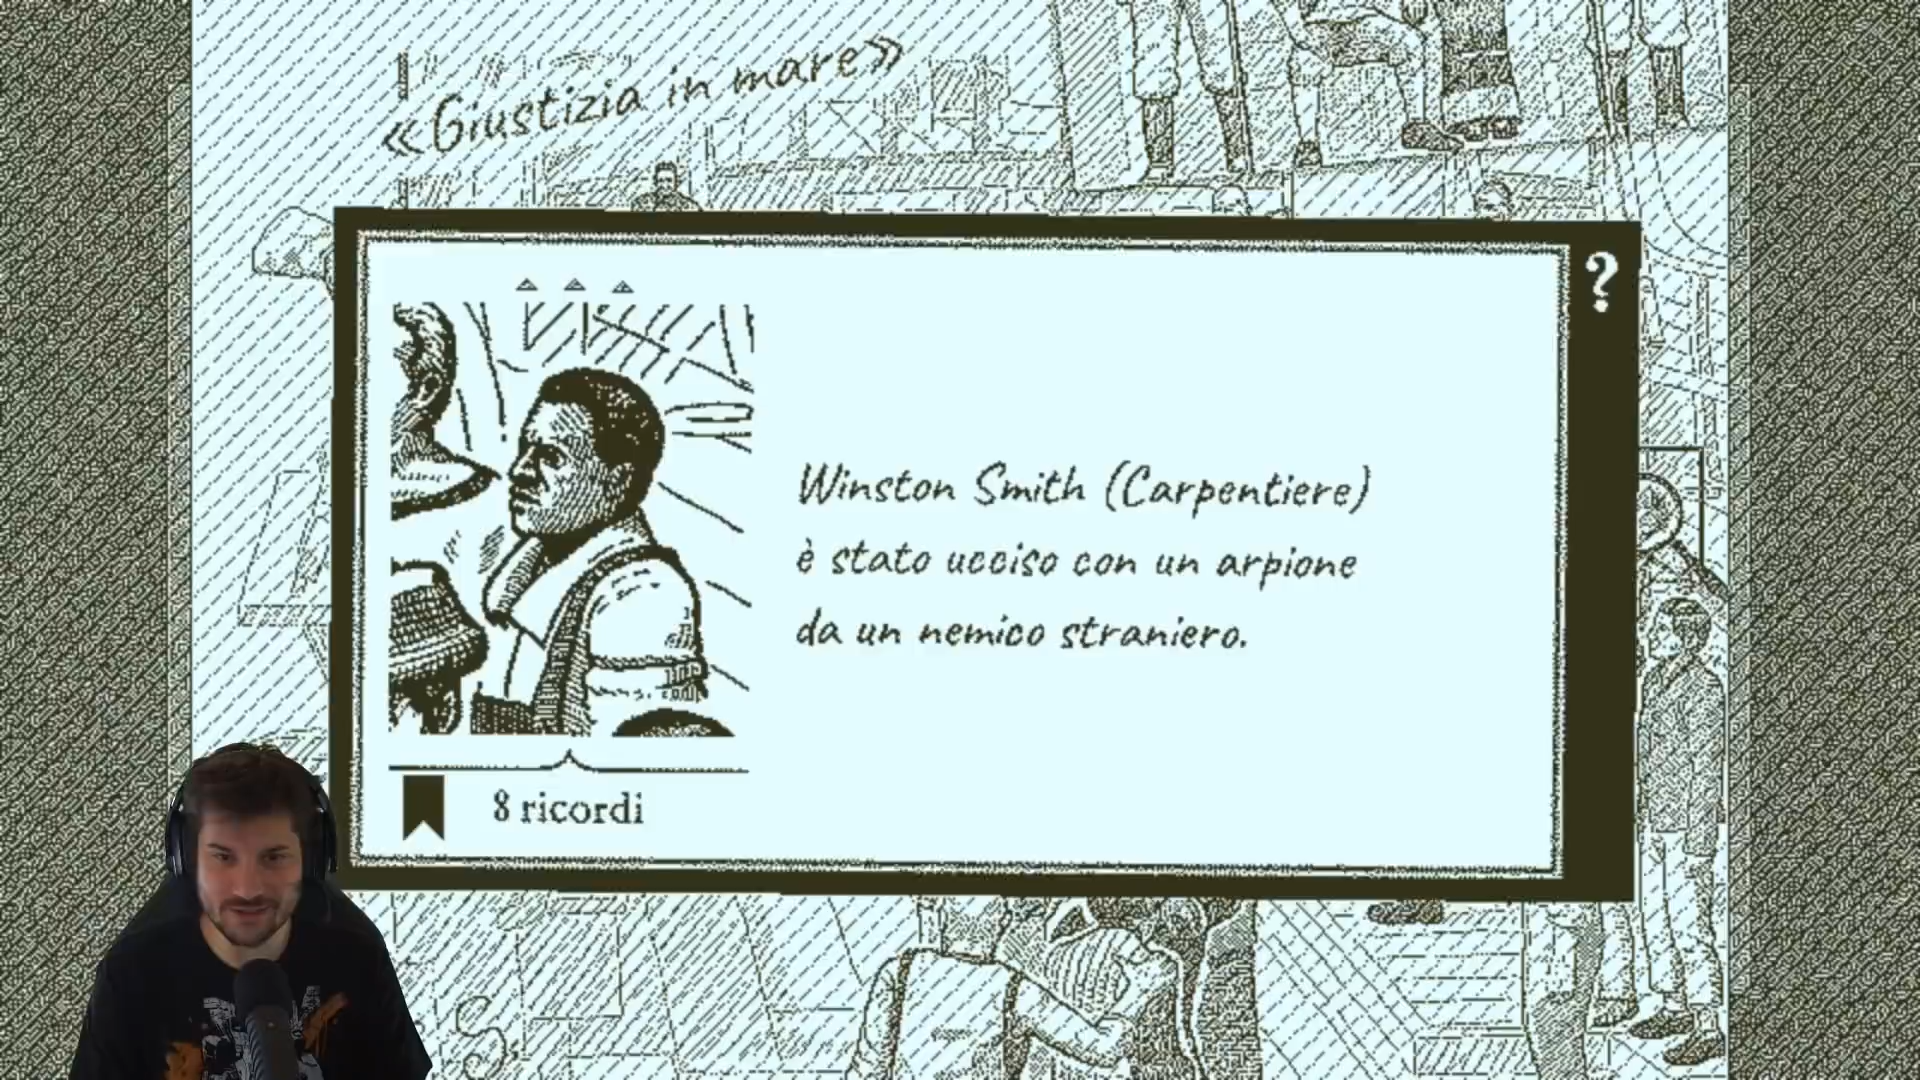 «Giustizia in mare»
?
Winston Smith (Carpentiere)
è stato ucciso con un arpione
da un nemico straniero.
8 ricordi